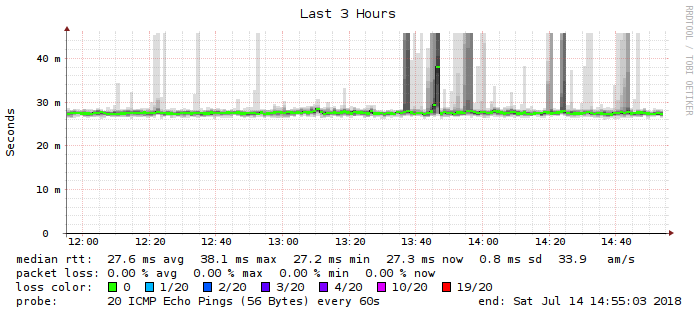 Last 3 Hours
RRDTOOL / TOBI OETIKER
Seconds
40 m
30 m
20 m
10 m
0
12:00 12:20 12:40 13:00 13:20 13:40 14:00 14:20 14:40
median rtt: 27.6 ms avg 38.1 ms max 27.2 ms min 27.3 ms now 0.8 ms sd 33.9 am/s
packet loss: 0.00 % avg 0.00 % max 0.00 % min 0.00 % now
loss color: 0 1/20 2/20 3/20 4/20 10/20 19/20
probe: 20 ICMP Echo Pings (56 Bytes) every 60s end: Sat Jul 14 14:55:03 2018